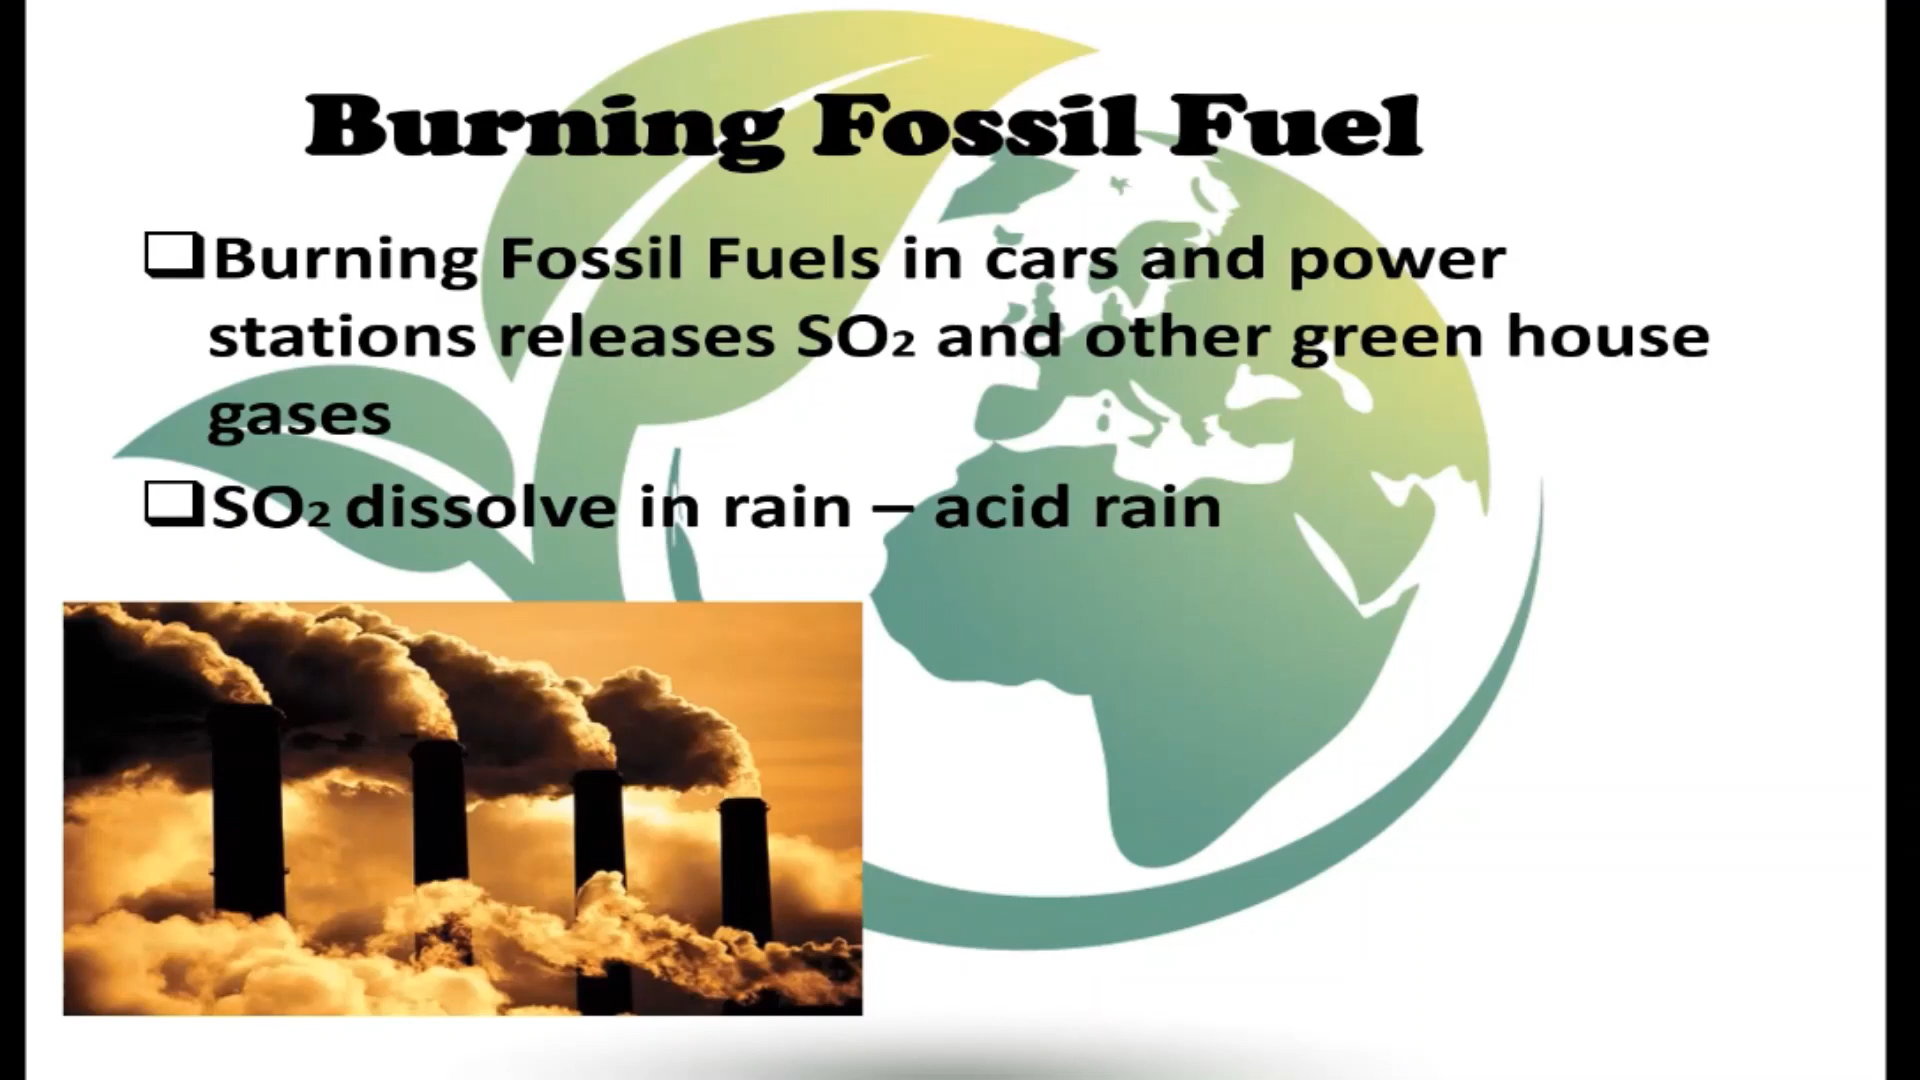 Burning Fossil Fuel
❑Burning Fossil Fuels in cars and power
stations releases SO₂ and other green house
gases
❑SO₂ dissolve in rain – acid rain